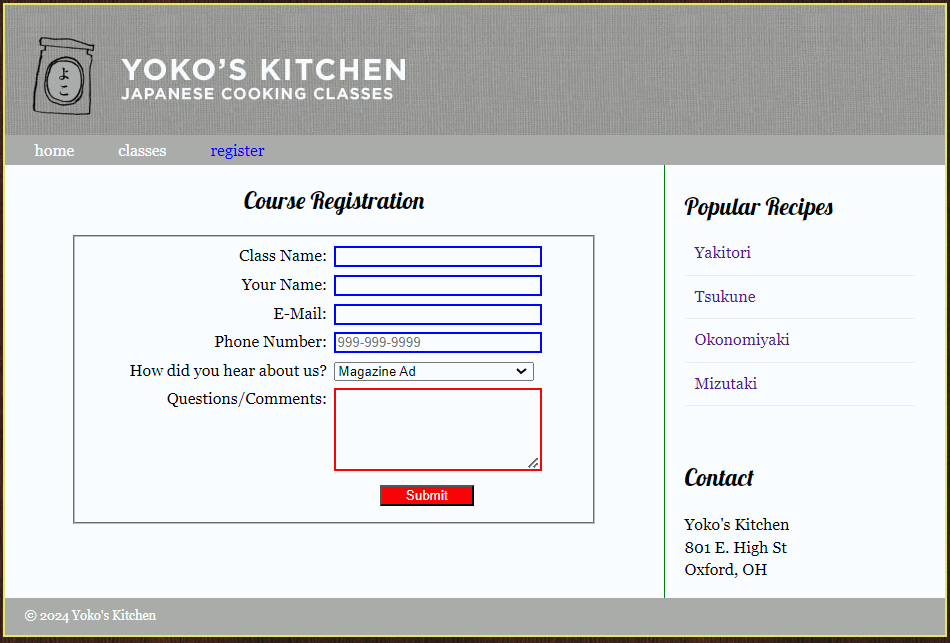 よこ
YOKO'S KITCHEN
JAPANESE COOKING CLASSES
home classes register
Course Registration
Class Name:
Your Name:
E-Mail:
Phone Number: 999-999-9999
How did you hear about us? Magazine Ad
Questions/Comments:
Submit
Popular Recipes
Yakitori
Tsukune
Okonomiyaki
Mizutaki
Contact
Yoko's Kitchen
801 E. High St
Oxford, OH
© 2024 Yoko's Kitchen